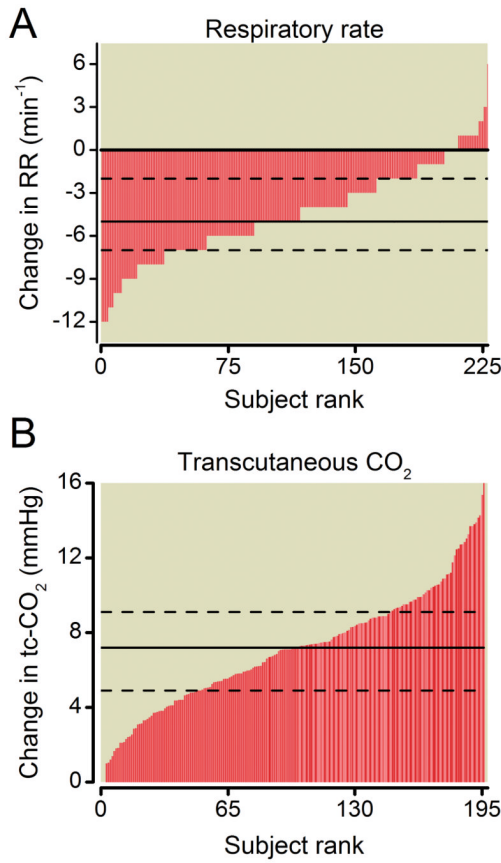 A
Respiratory rate
Change in RR (min⁻¹)
6
3
0
-3
-6
-9
-12
0 75 150 225
Subject rank
B
Transcutaneous CO₂
Change in tc-CO₂ (mmHg)
16
12
8
4
0
0 65 130 195
Subject rank